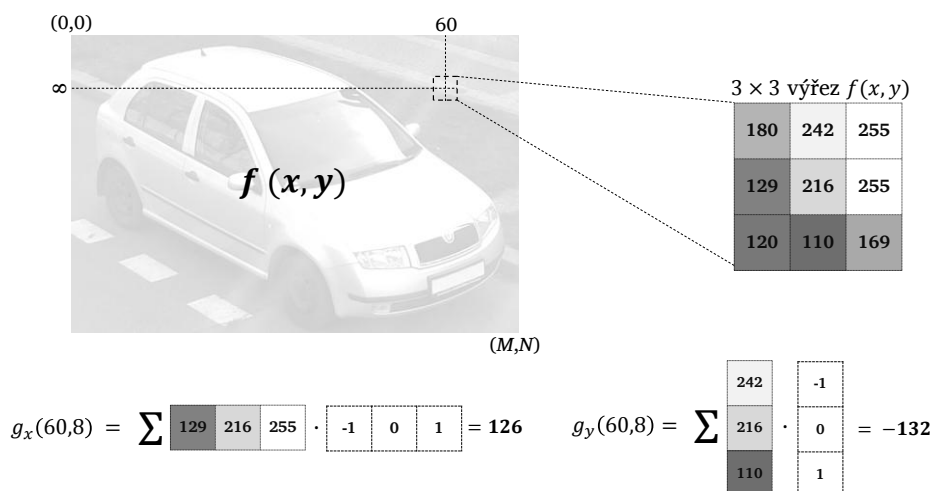 (0,0)
60
8
f (x, y)
3 × 3 výřez f(x, y)
180 242 255
129 216 255
120 110 169
(M,N)
g_x(60,8) = ∑ 129 216 255 · -1 0 1 = 126
g_y(60,8) = ∑ 242 216 110 · -1 0 1 = −132